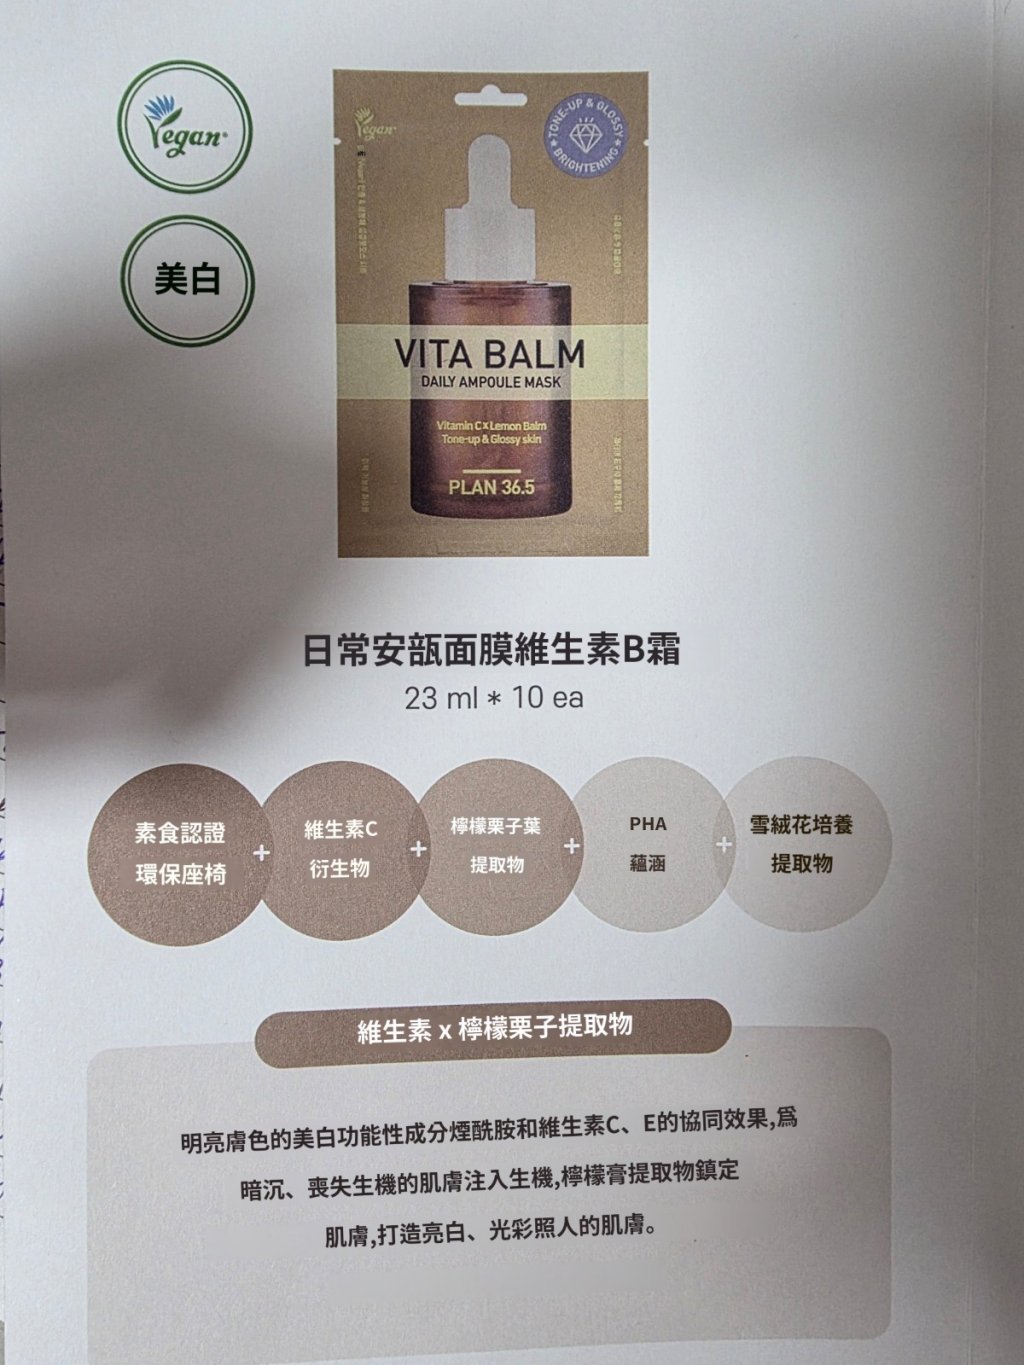 Vegan
美白
Vegan
TONE-UP & GLOSSY
BRIGHTENING
VITA BALM
DAILY AMPOULE MASK
Vitamin C x Lemon Balm
Tone-up & Glossy skin
PLAN 36.5
日常安瓿面膜維生素B霜
23 ml * 10 ea
素食認證
環保座椅
+
維生素C
衍生物
+
檸檬栗子葉
提取物
+
PHA
蘊涵
+
雪絨花培養
提取物
維生素 x 檸檬栗子提取物
明亮膚色的美白功能性成分煙酰胺和維生素C、E的協同效果,爲
暗沉、喪失生機的肌膚注入生機,檸檬膏提取物鎮定
肌膚,打造亮白、光彩照人的肌膚。